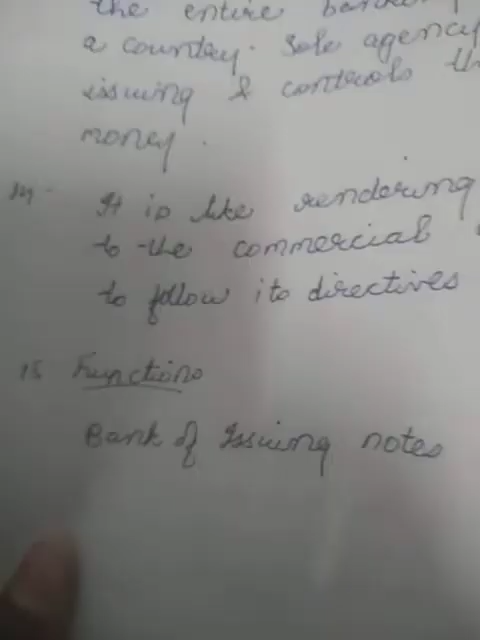 the entire
a country. Sole agency
issuing & controls
money.
14. It is like rendering
to the commercial
to follow its directives
15 Functions
Bank of Issuing notes